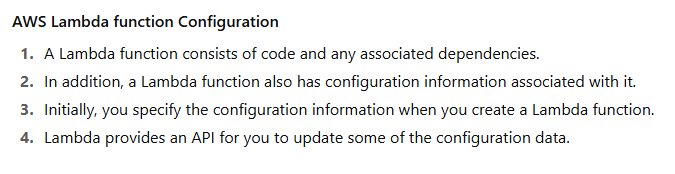 AWS Lambda function Configuration
1. A Lambda function consists of code and any associated dependencies.
2. In addition, a Lambda function also has configuration information associated with it.
3. Initially, you specify the configuration information when you create a Lambda function.
4. Lambda provides an API for you to update some of the configuration data.